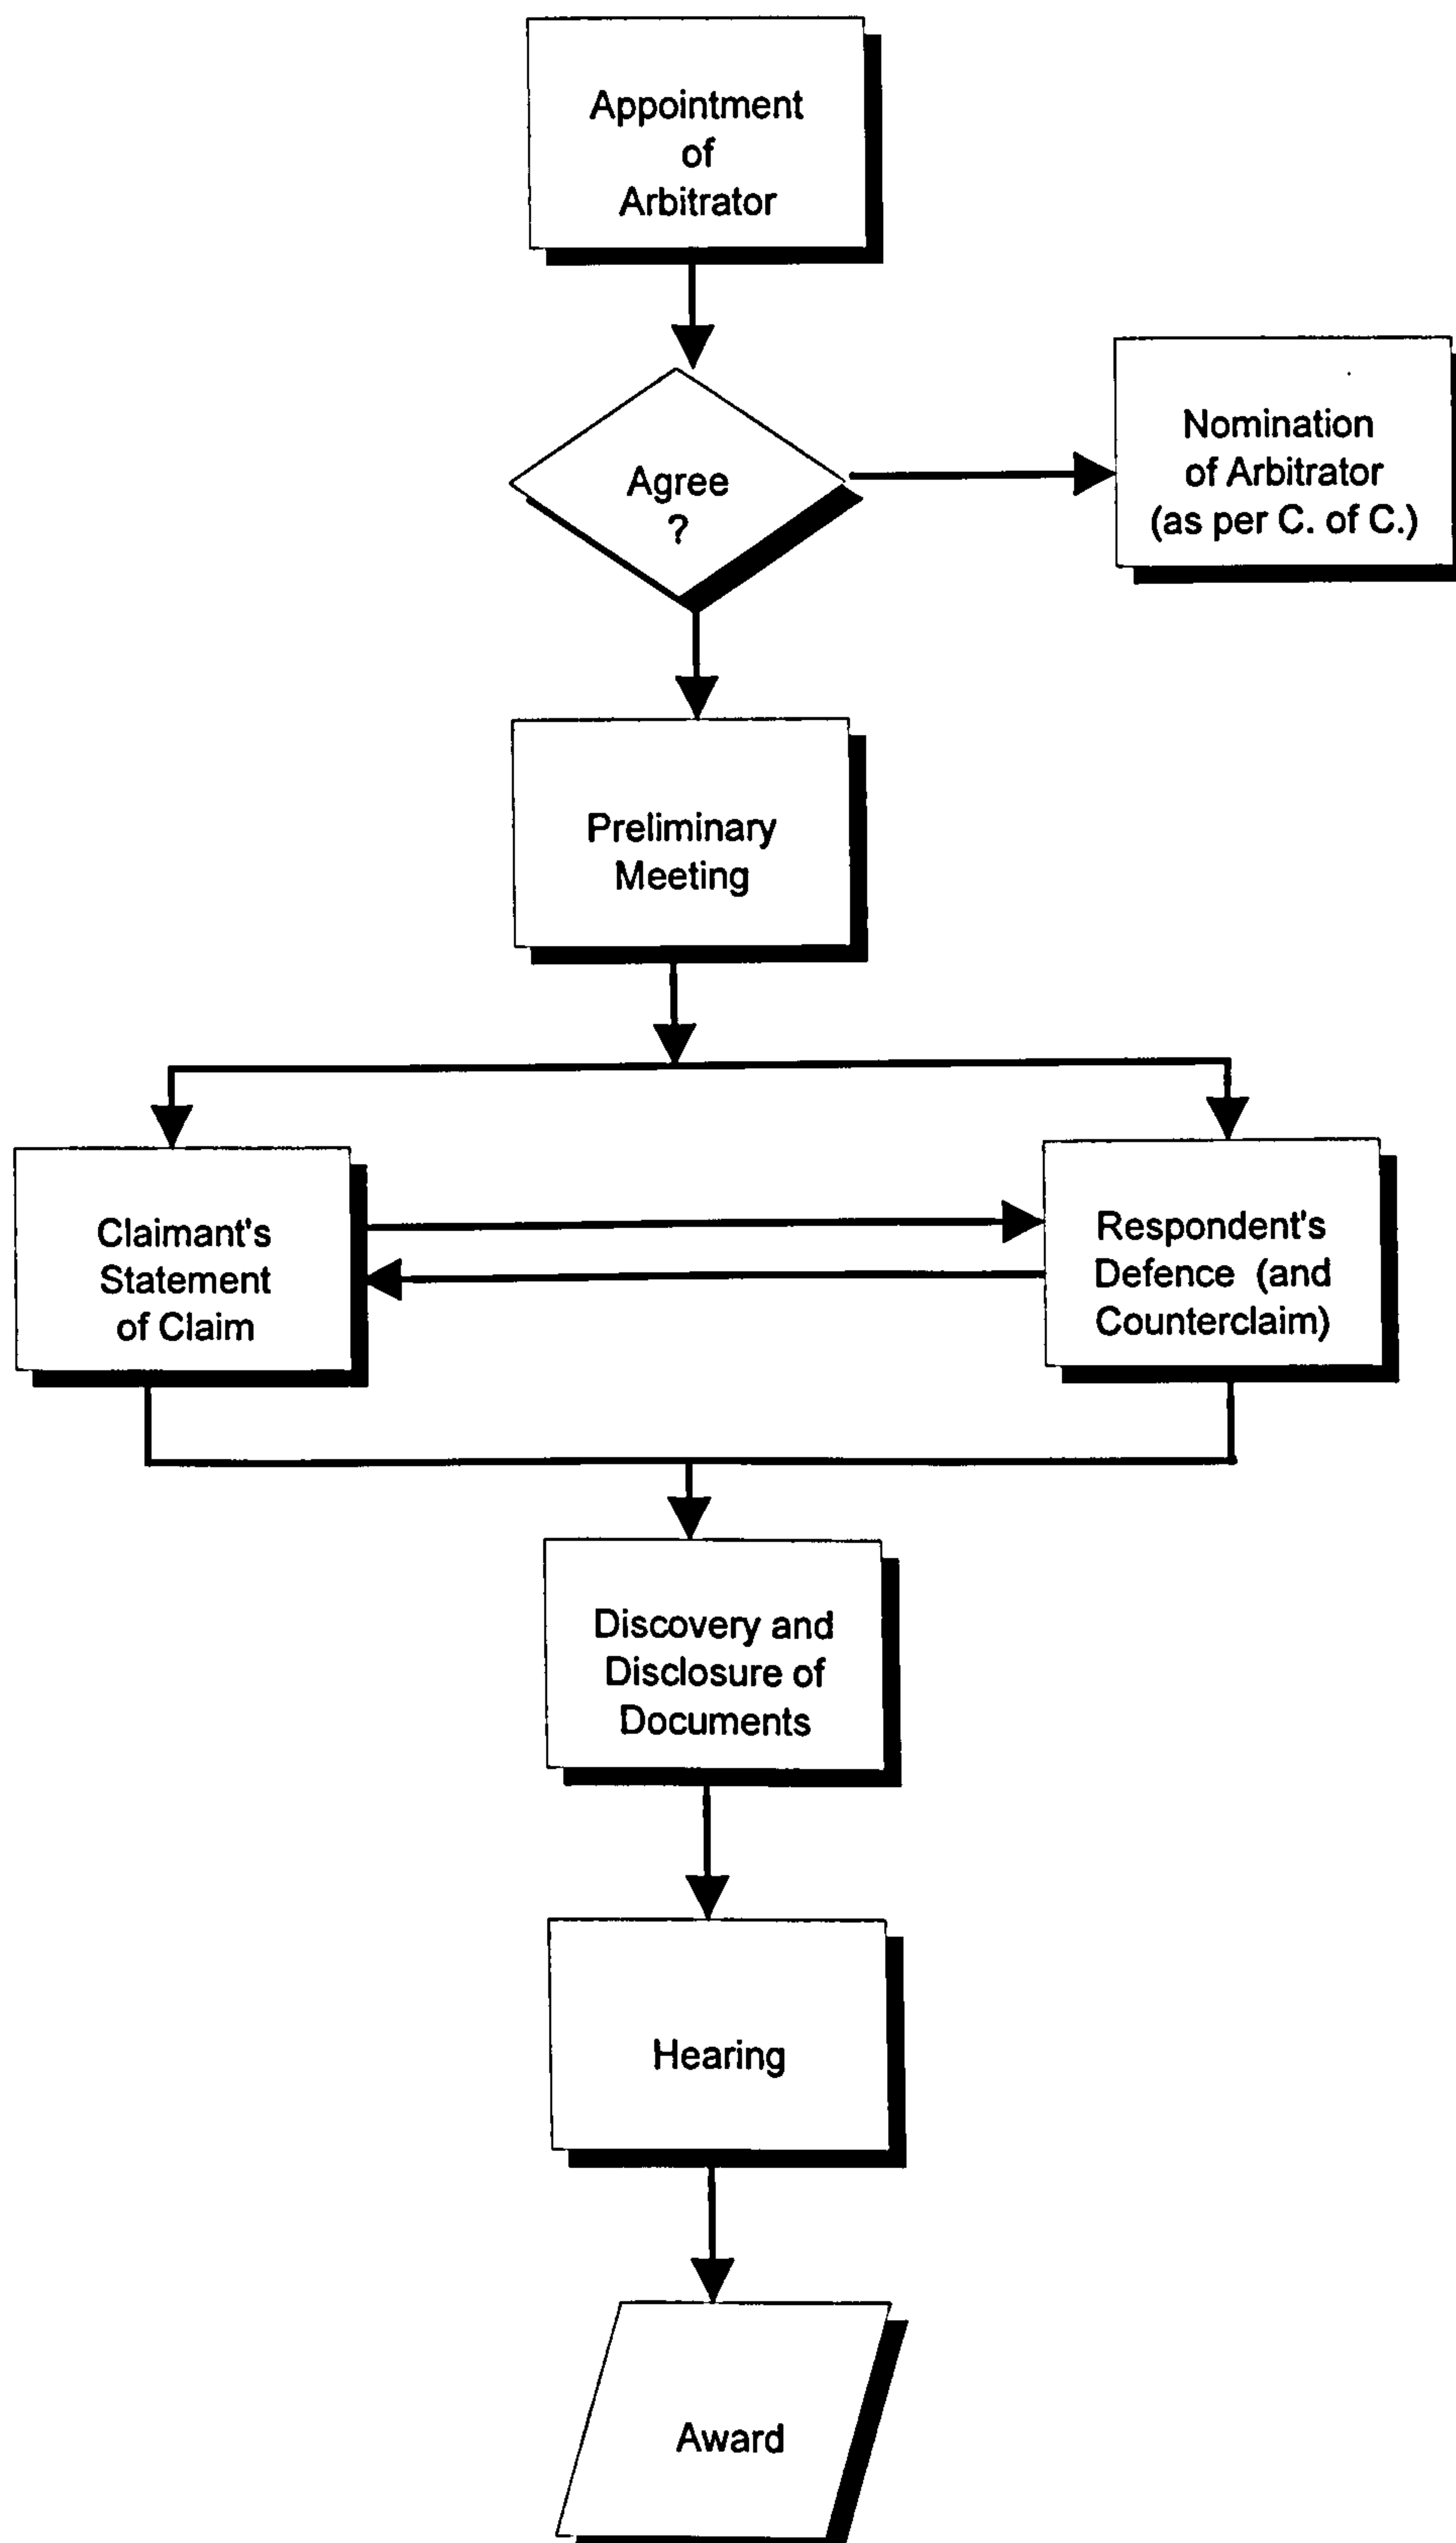 Appointment
of
Arbitrator
Agree
?
Nomination
of Arbitrator
(as per C. of C.)
Preliminary
Meeting
Claimant's
Statement
of Claim
Respondent's
Defence (and
Counterclaim)
Discovery and
Disclosure of
Documents
Hearing
Award